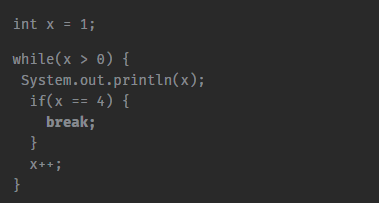 int x = 1;
while(x > 0) {
 System.out.println(x);
  if(x == 4) {
    break;
  }
  x++;
}